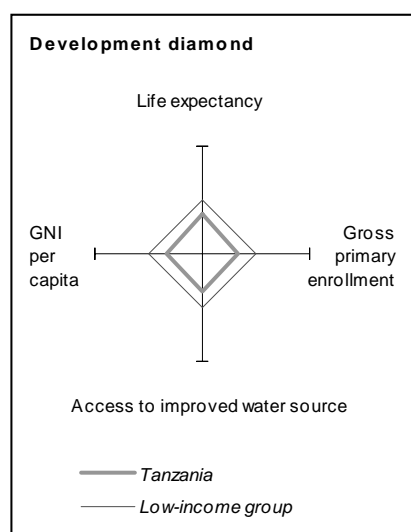 Development diamond
Life expectancy
GNI
per
capita
Gross
primary
enrollment
Access to improved water source
Tanzania
Low-income group